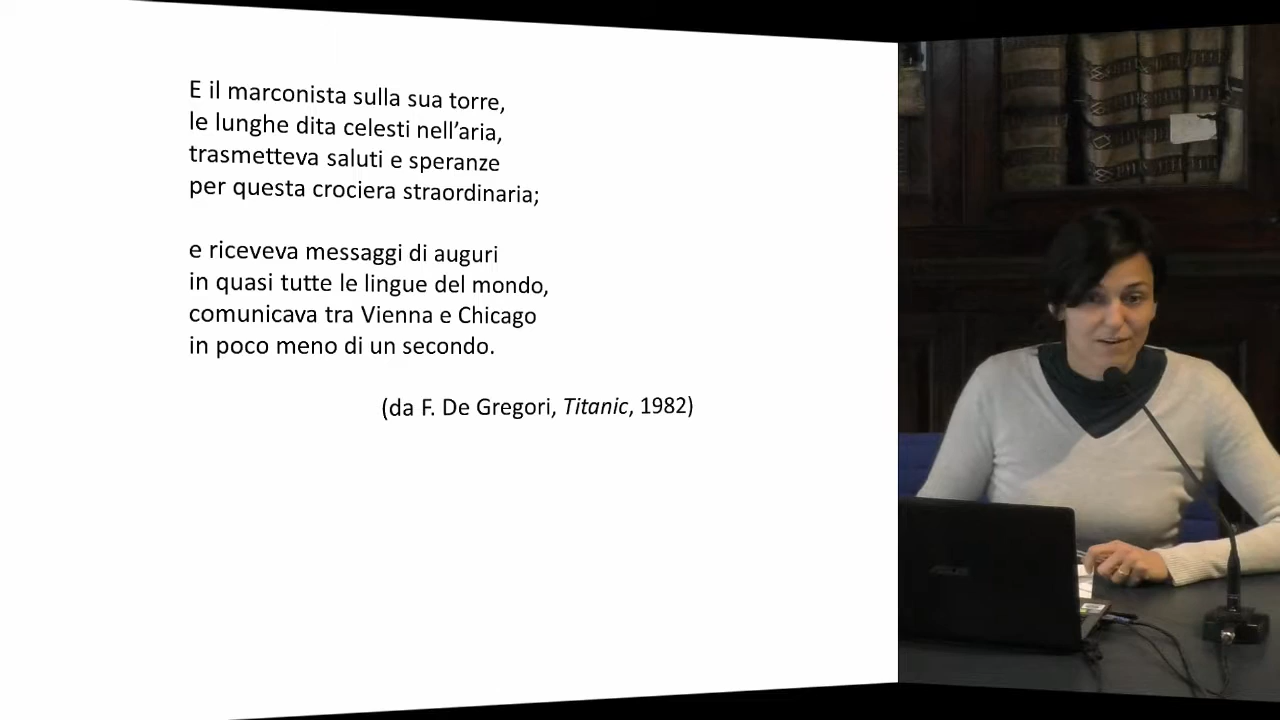 E il marconista sulla sua torre,
le lunghe dita celesti nell’aria,
trasmetteva saluti e speranze
per questa crociera straordinaria;
e riceveva messaggi di auguri
in quasi tutte le lingue del mondo,
comunicava tra Vienna e Chicago
in poco meno di un secondo.
(da F. De Gregori, Titanic, 1982)
ASUS